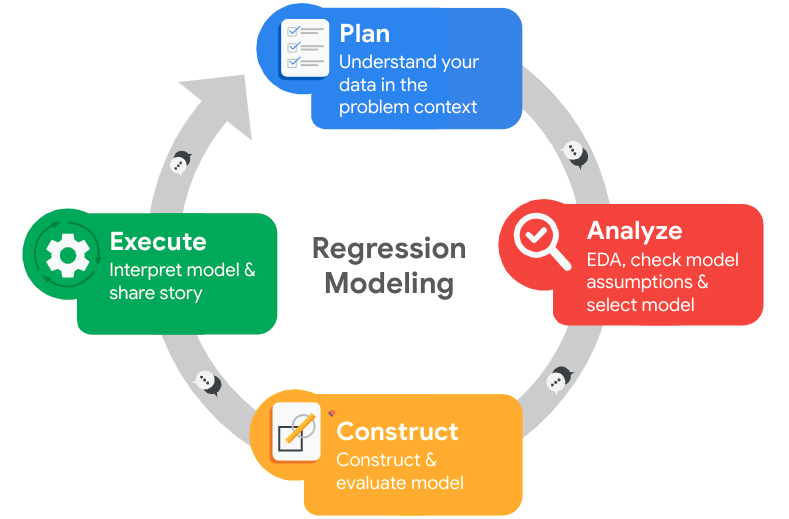 Plan
Understand your
data in the
problem context
Analyze
EDA, check model
assumptions &
select model
Regression
Modeling
Execute
Interpret model &
share story
Construct
Construct &
evaluate model